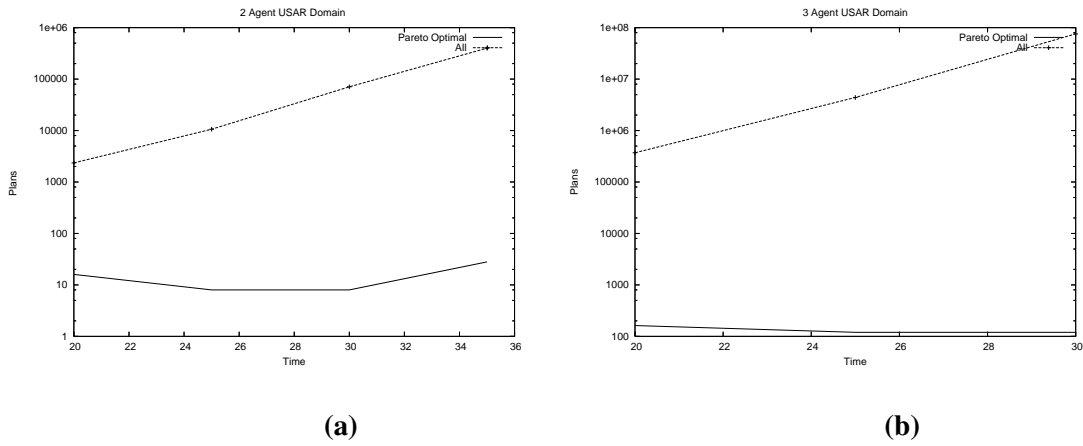 2 Agent USAR Domain
1e+06
100000
10000
1000
100
10
1
Plans
20 22 24 26 28 30 32 34 36
Time
Pareto Optimal
All
(a)
3 Agent USAR Domain
1e+08
1e+07
1e+06
100000
10000
1000
100
Plans
20 22 24 26 28 30
Time
Pareto Optimal
All
(b)